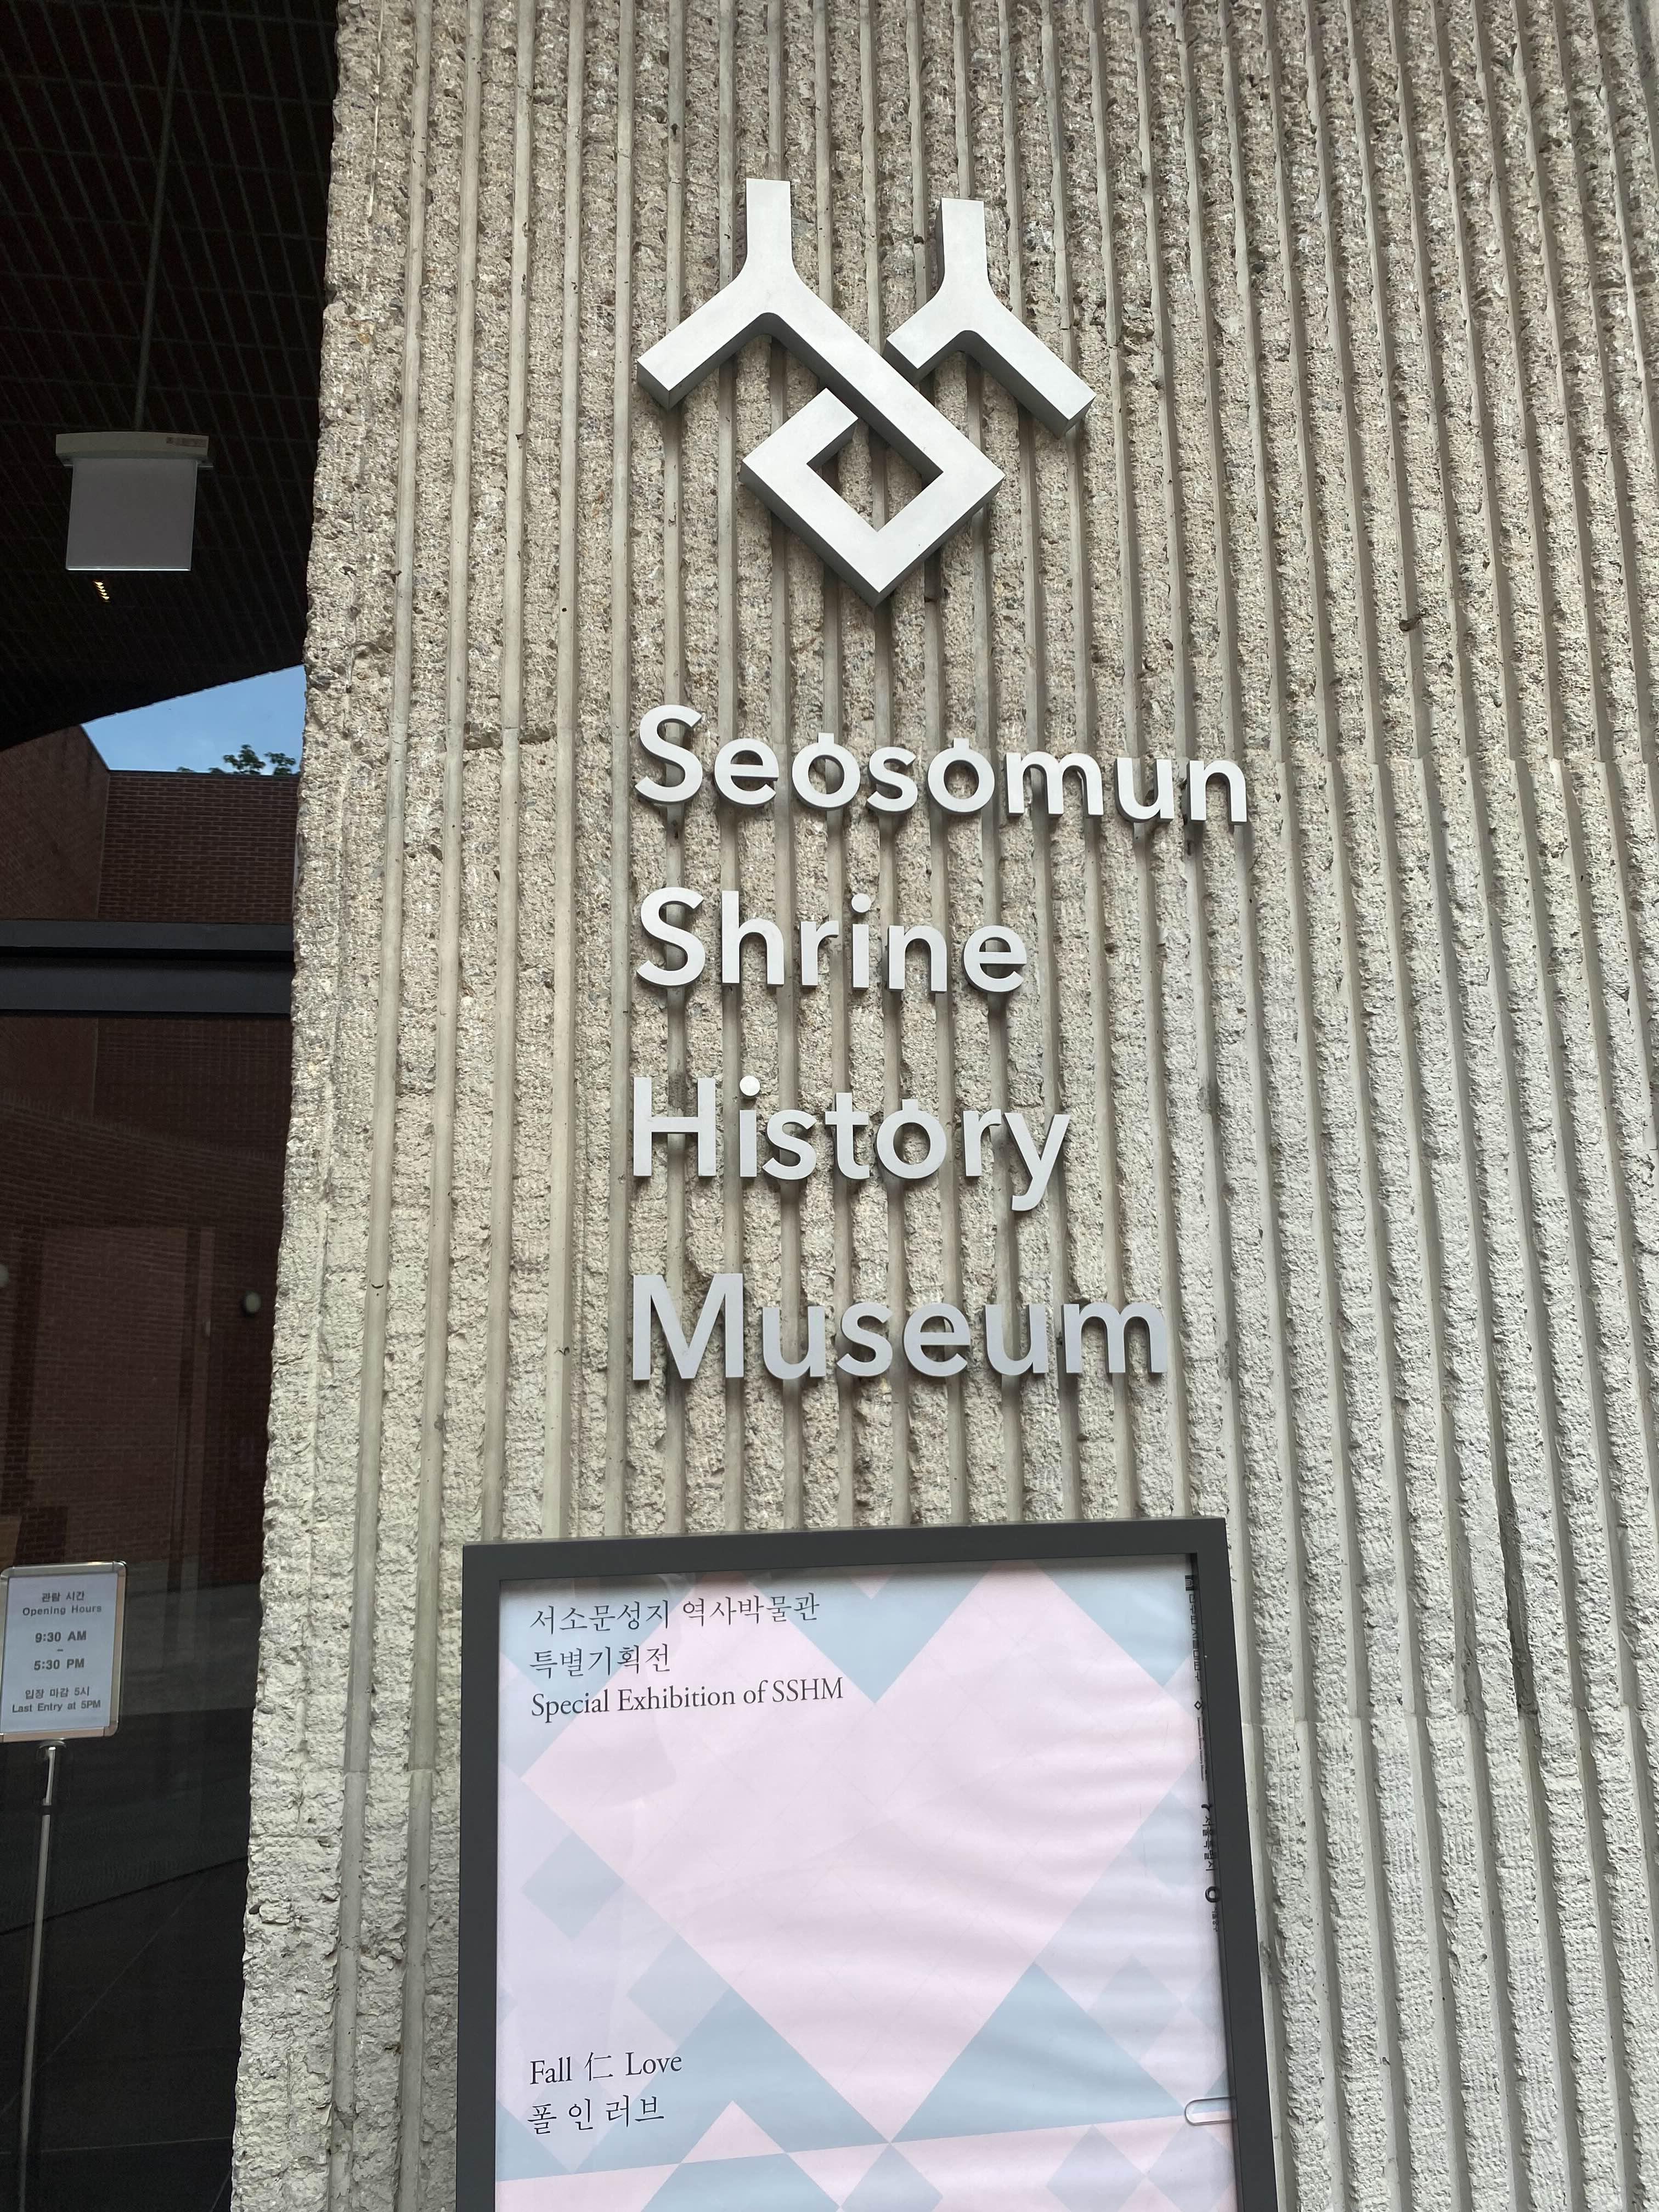 Seosomun
Shrine
History
Museum
서소문성지 역사박물관
특별기획전
Special Exhibition of SSHM
Fall 仁 Love
폴 인 러브
관람 시간
Opening Hours
9:30 AM
–
5:30 PM
입장 마감 5시
Last Entry at 5PM